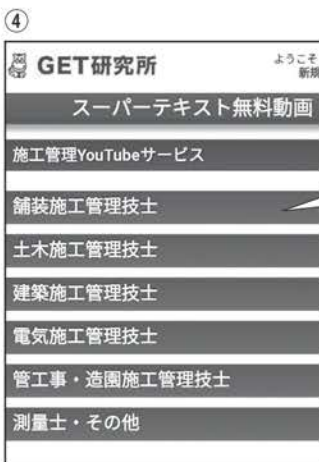 ④
GET研究所
ようこそ
新規
スーパーテキスト無料動画
施工管理YouTubeサービス
舗装施工管理技士
土木施工管理技士
建築施工管理技士
電気施工管理技士
管工事・造園施工管理技士
測量士・その他